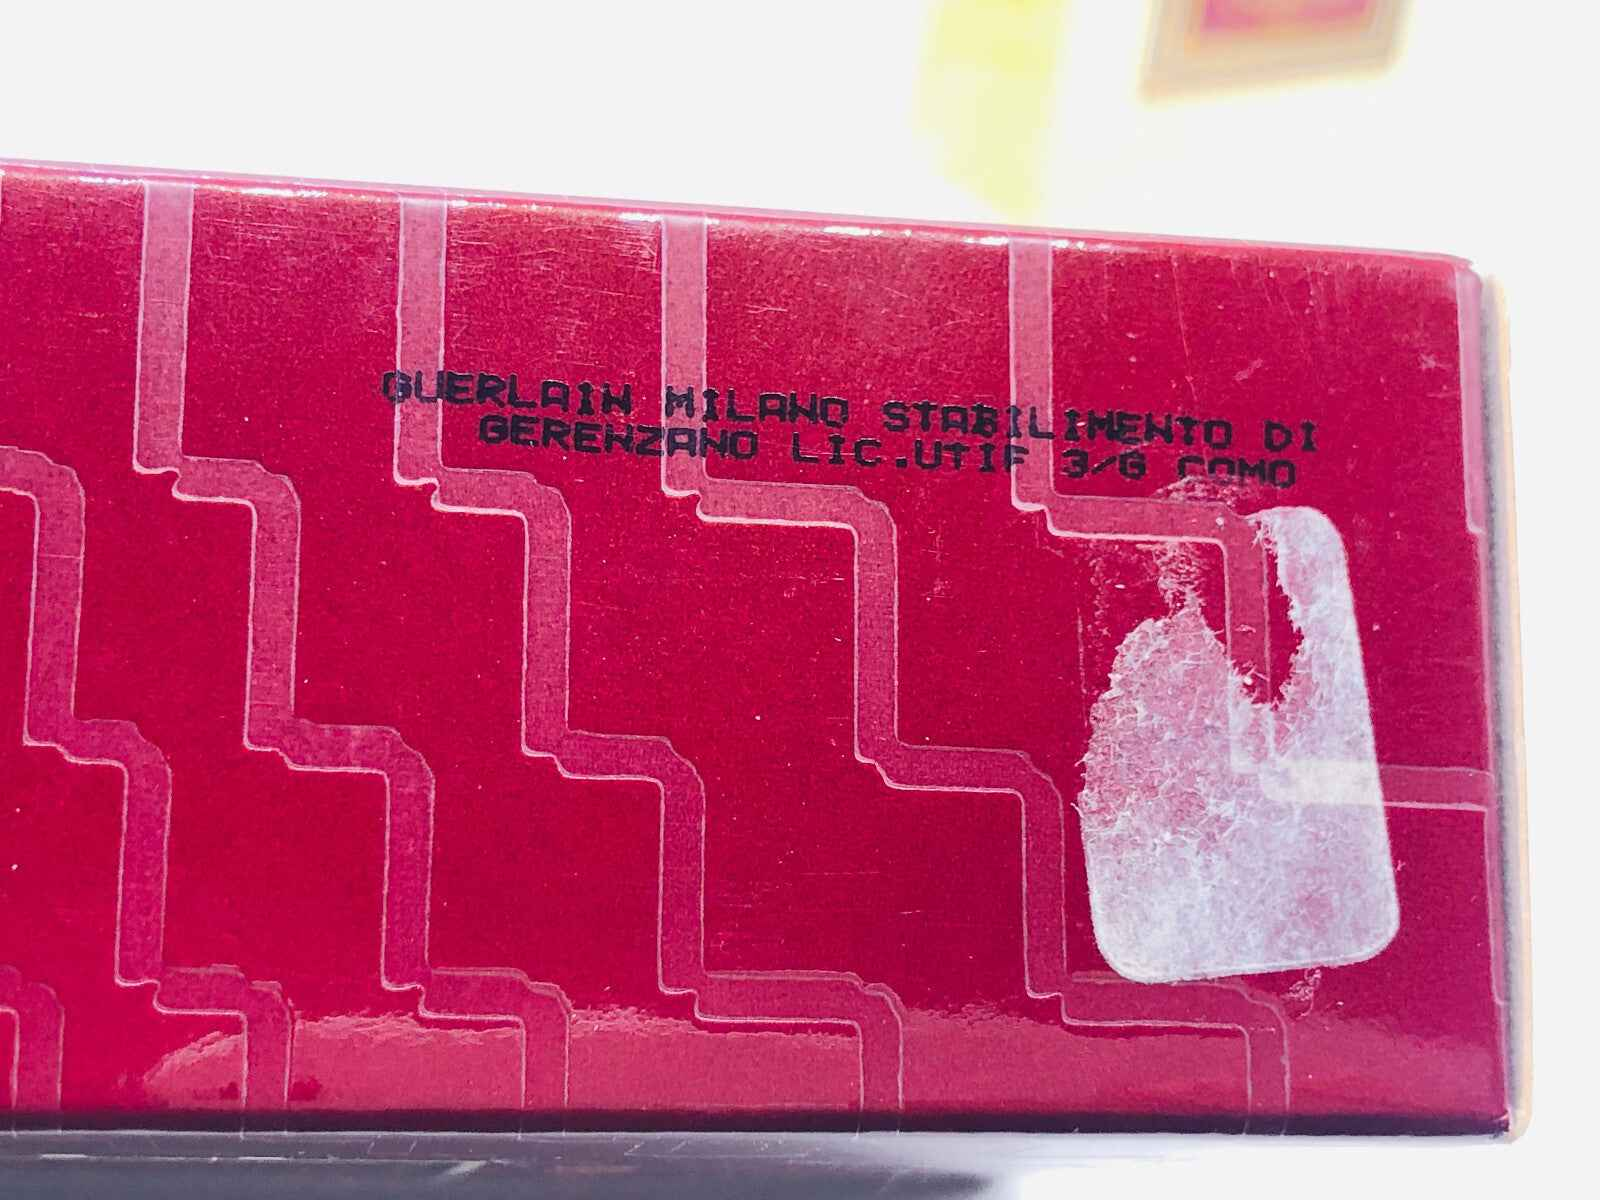 GUERLAIN MILANO STABILIMENTO DI
GERENZANO LIC.UTIF 3/G COMO